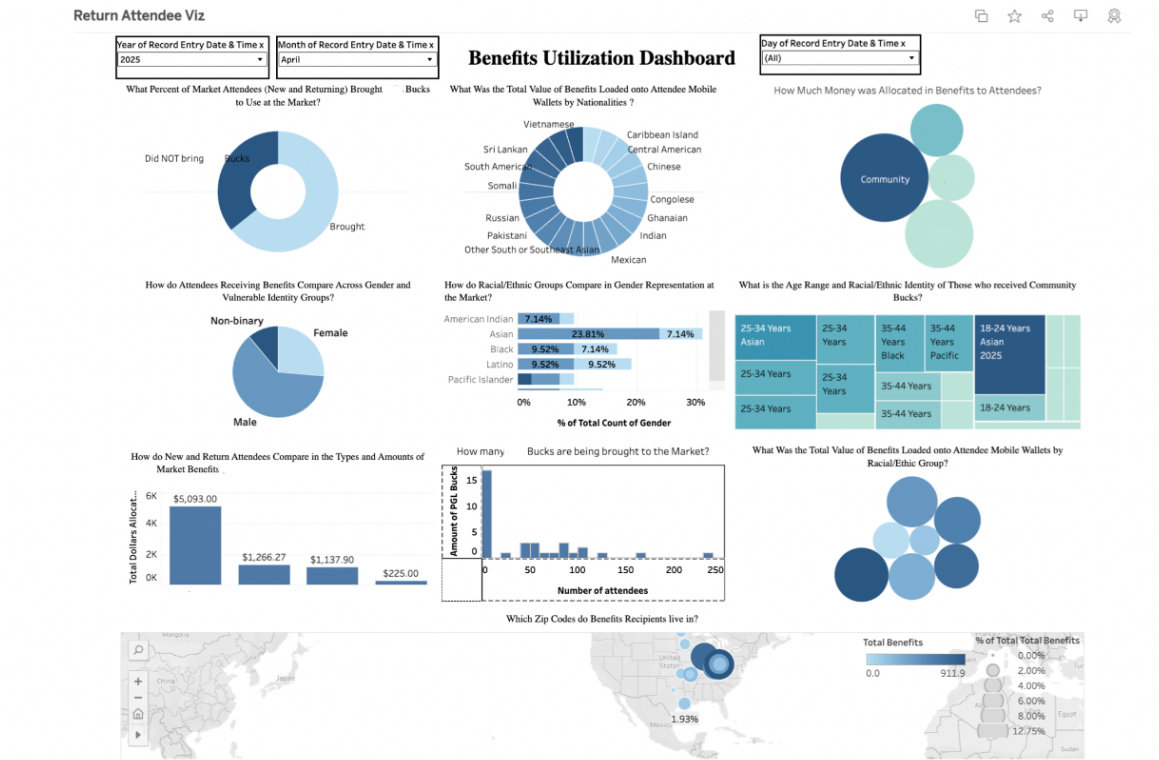 Return Attendee Viz
Year of Record Entry Date & Time x
2025
Month of Record Entry Date & Time x
April
Benefits Utilization Dashboard
Day of Record Entry Date & Time x
(All)
What Percent of Market Attendees (New and Returning) Brought Bucks
to Use at the Market?
Did NOT bring Bucks
Brought
What Was the Total Value of Benefits Loaded onto Attendee Mobile
Wallets by Nationalities ?
Vietnamese
Caribbean Island
Sri Lankan
Central American
South American
Chinese
Somali
Congolese
Russian
Ghanaian
Pakistani
Indian
Other South or Southeast Asian
Mexican
How Much Money was Allocated in Benefits to Attendees?
Community
How do Attendees Receiving Benefits Compare Across Gender and
Vulnerable Identity Groups?
Non-binary
Female
Male
How do Racial/Ethnic Groups Compare in Gender Representation at
the Market?
American Indian 7.14%
Asian 23.81% 7.14%
Black 9.52% 7.14%
Latino 9.52% 9.52%
Pacific Islander
0% 10% 20% 30%
% of Total Count of Gender
What is the Age Range and Racial/Ethnic Identity of Those who received Community
Bucks?
25-34 Years
Asian
25-34 Years
25-34 Years
25-34
Years
25-34
Years
35-44
Years
Black
35-44
Years
Pacific
35-44 Years
35-44 Years
18-24 Years
Asian
2025
18-24 Years
How do New and Return Attendees Compare in the Types and Amounts of
Market Benefits
Total Dollars Allocat...
6K
4K
2K
0K
$5,093.00
$1,266.27
$1,137.90
$225.00
How many Bucks are being brought to the Market?
Amount of PGL Bucks
15
10
5
0
0 50 100 150 200 250
Number of attendees
What Was the Total Value of Benefits Loaded onto Attendee Mobile Wallets by
Racial/Ethic Group?
Which Zip Codes do Benefits Recipients live in?
Mongolia
China
Japan
United
States
Mexico
1.93%
Total Benefits
0.0 911.9
% of Total Total Benefits
0.00%
2.00%
4.00%
6.00%
8.00%
12.75%
Egypt
Sudan